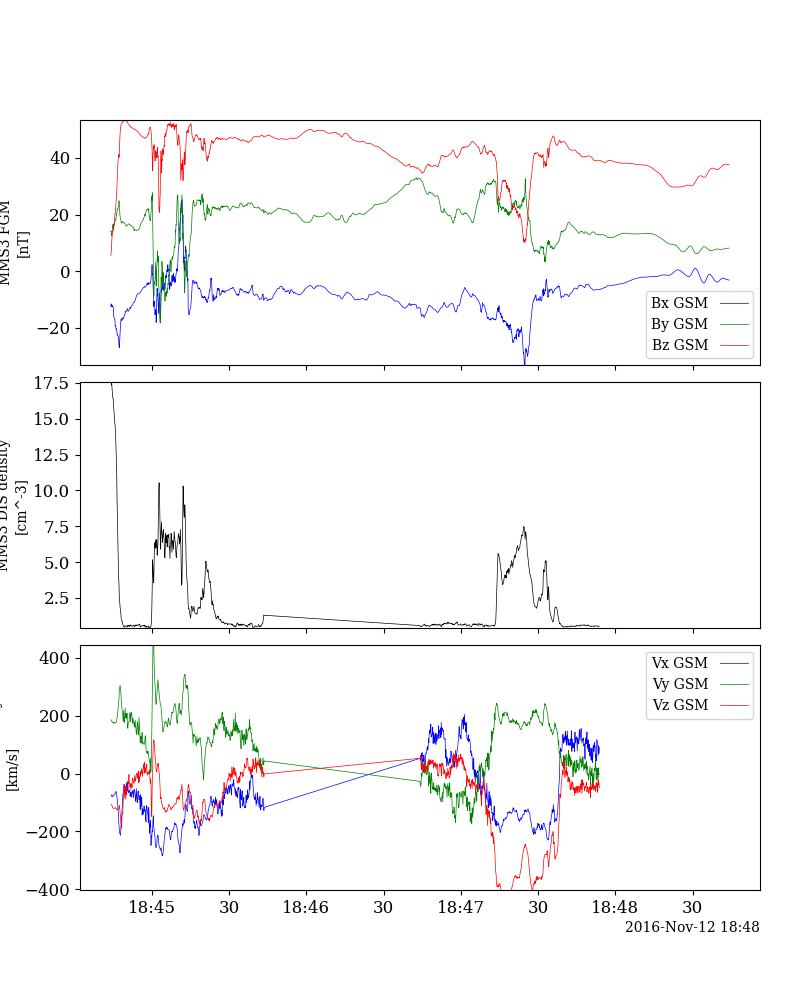 MMS3 FGM
[nT]
40
20
0
−20
Bx GSM
By GSM
Bz GSM
MMS3 DIS density
[cm^-3]
17.5
15.0
12.5
10.0
7.5
5.0
2.5
[km/s]
400
200
0
−200
−400
Vx GSM
Vy GSM
Vz GSM
18:45 30 18:46 30 18:47 30 18:48 30
2016-Nov-12 18:48